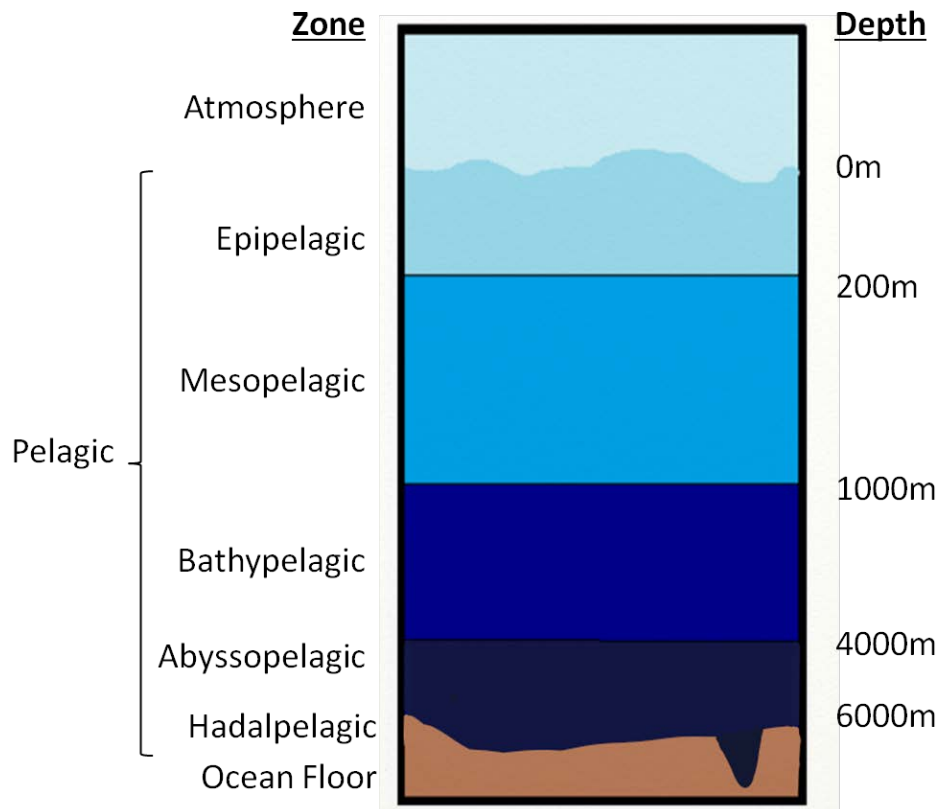 Zone
Depth
Atmosphere
0m
Epipelagic
200m
Mesopelagic
Pelagic
1000m
Bathypelagic
4000m
Abyssopelagic
6000m
Hadalpelagic
Ocean Floor